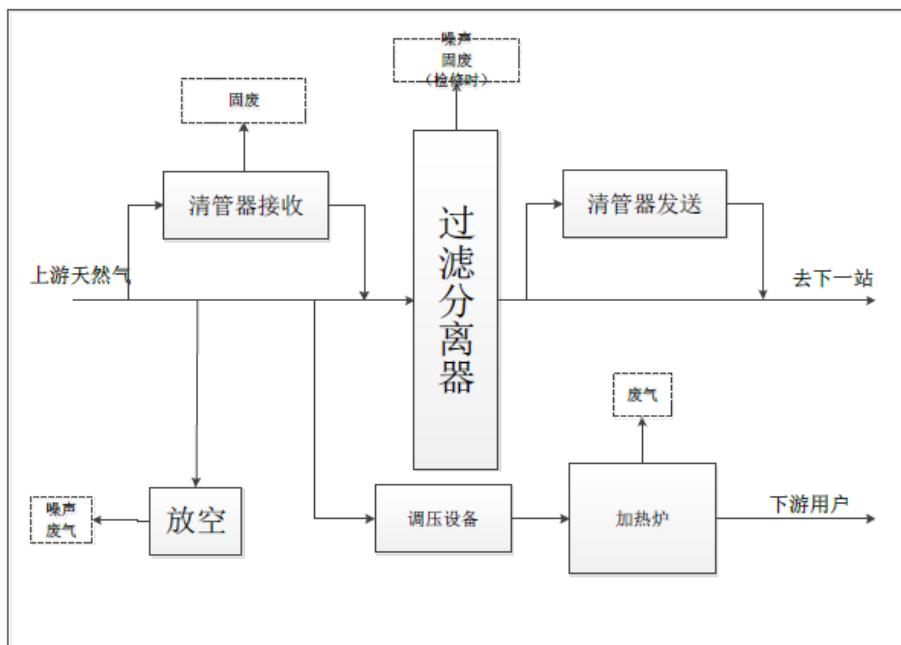 噪声
固废
（检修时）
固废
清管器接收
过滤分离器
清管器发送
上游天然气
去下一站
废气
噪声
废气
放空
调压设备
加热炉
下游用户